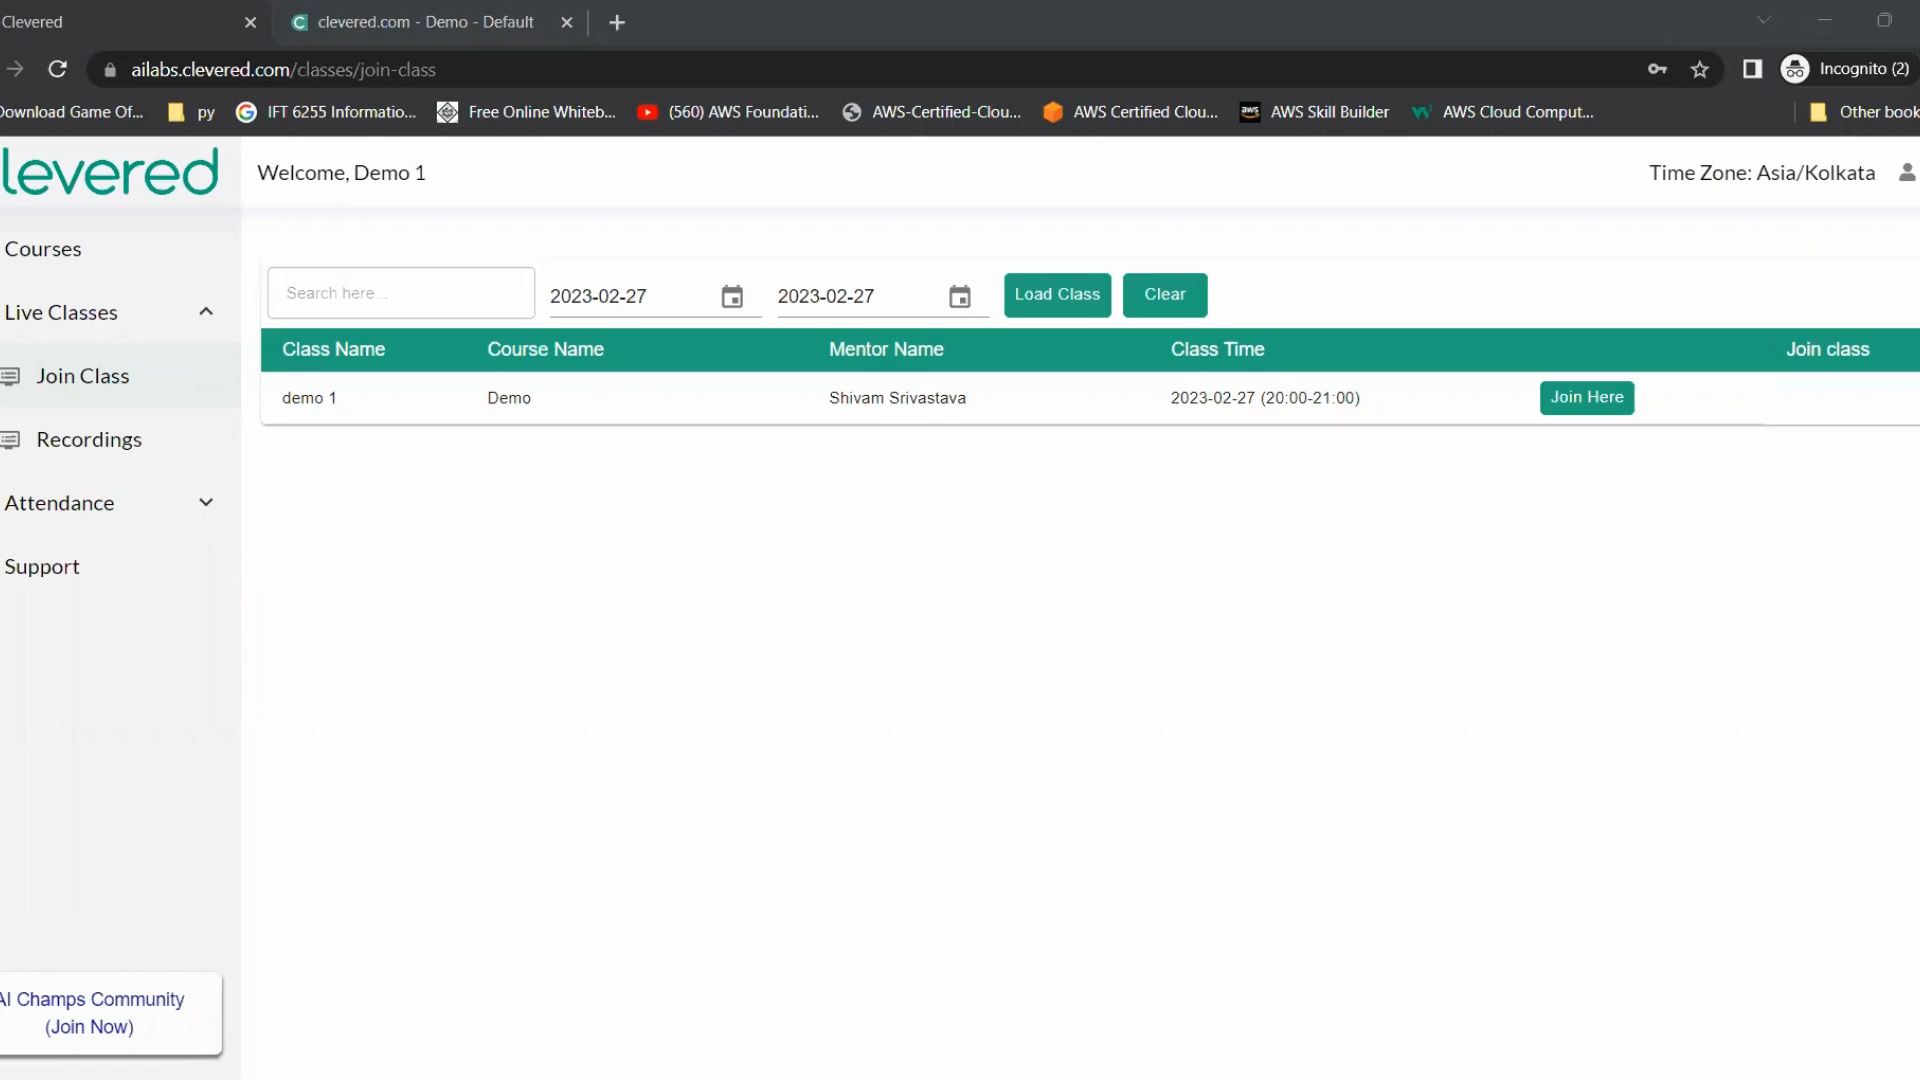 Clevered
clevered.com - Demo - Default
ailabs.clevered.com/classes/join-class
Incognito (2)
Download Game Of...
py
IFT 6255 Informatio...
Free Online Whiteb...
(560) AWS Foundati...
AWS-Certified-Clou...
AWS Certified Clou...
aws
AWS Skill Builder
AWS Cloud Comput...
Other book
levered
Welcome, Demo 1
Time Zone: Asia/Kolkata
Courses
Live Classes
Join Class
Recordings
Attendance
Support
AI Champs Community
(Join Now)
Search here...
2023-02-27
2023-02-27
Load Class
Clear
Class Name Course Name Mentor Name Class Time Join class
demo 1 Demo Shivam Srivastava 2023-02-27 (20:00-21:00) Join Here